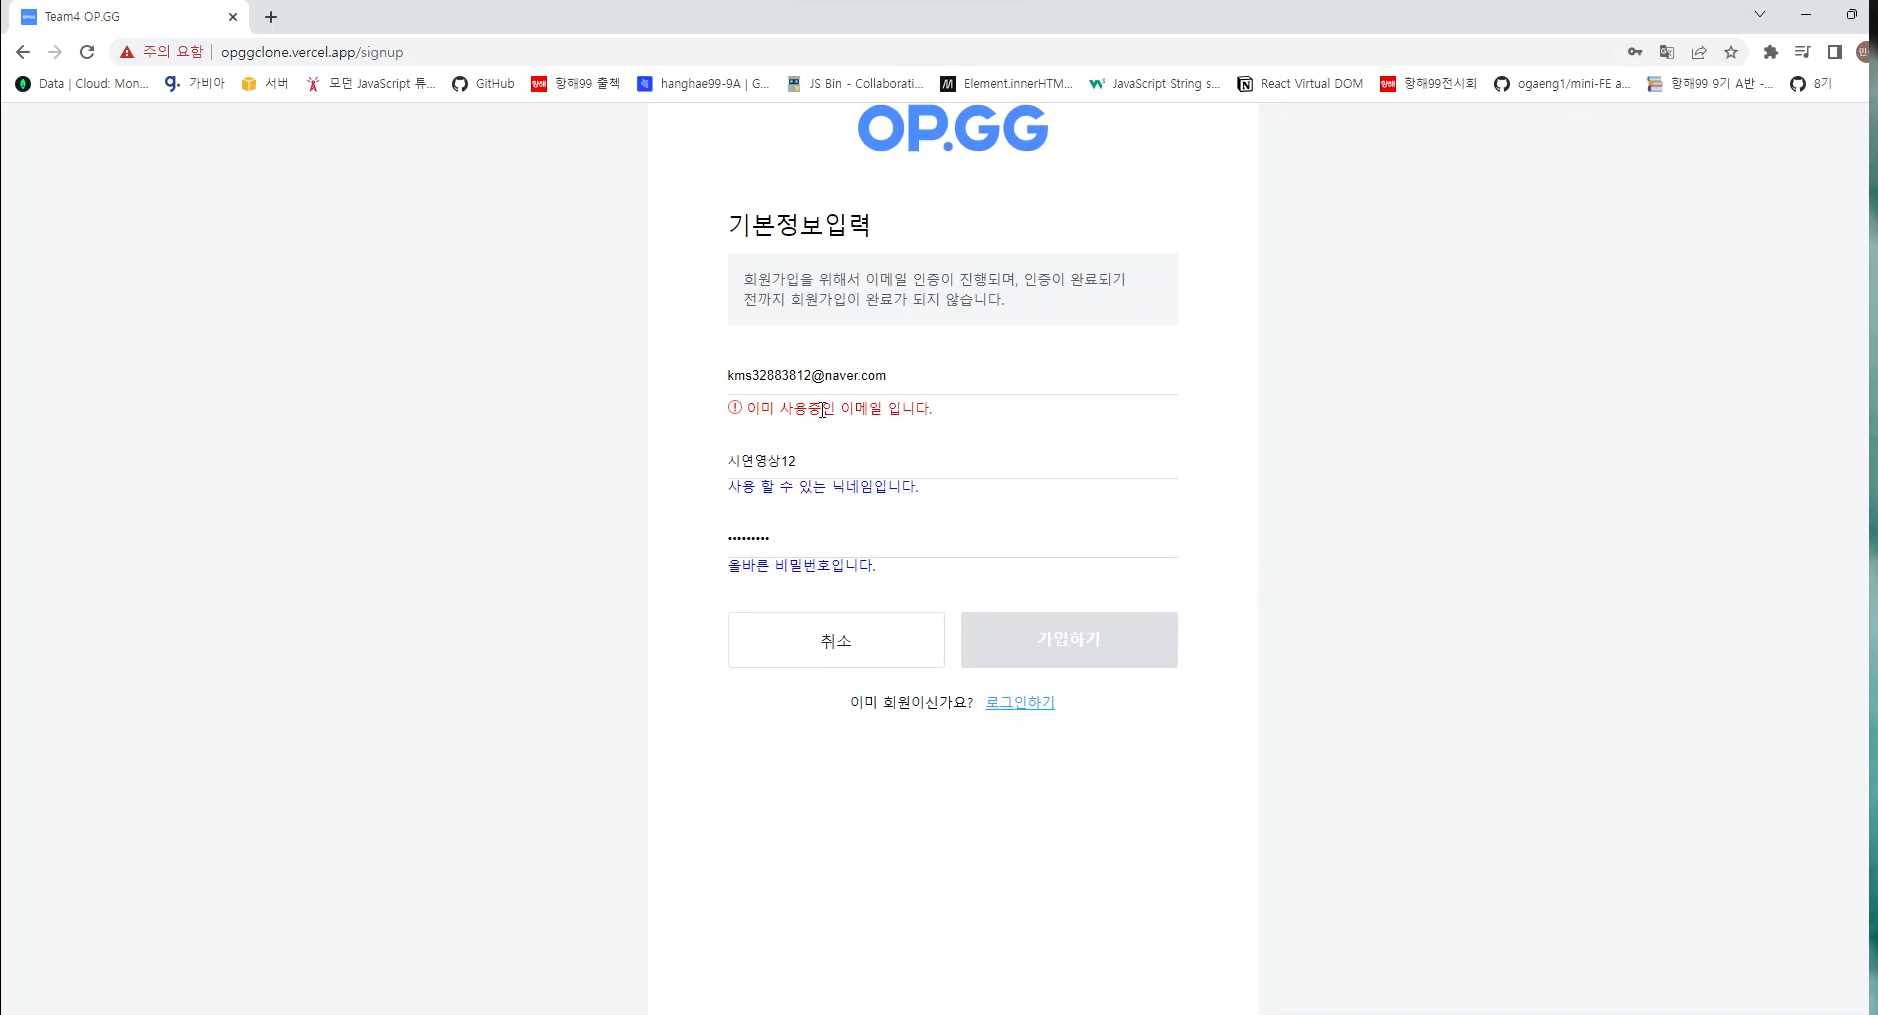 Team4 OP.GG
주의 요함 opggclone.vercel.app/signup
Data | Cloud: Mon... 가비아 서버 모던 JavaScript 튜... GitHub 항해99 출첵 hanghae99-9A | G... JS Bin - Collaborati... Element.innerHTM... JavaScript String s... React Virtual DOM 항해99전시회 ogaeng1/mini-FE a... 항해99 9기 A반 -... 8기
OP.GG
기본정보입력
회원가입을 위해서 이메일 인증이 진행되며, 인증이 완료되기
전까지 회원가입이 완료가 되지 않습니다.
kms32883812@naver.com
이미 사용중인 이메일 입니다.
시연영상12
사용 할 수 있는 닉네임입니다.
•••••••••
올바른 비밀번호입니다.
취소 가입하기
이미 회원이신가요? 로그인하기